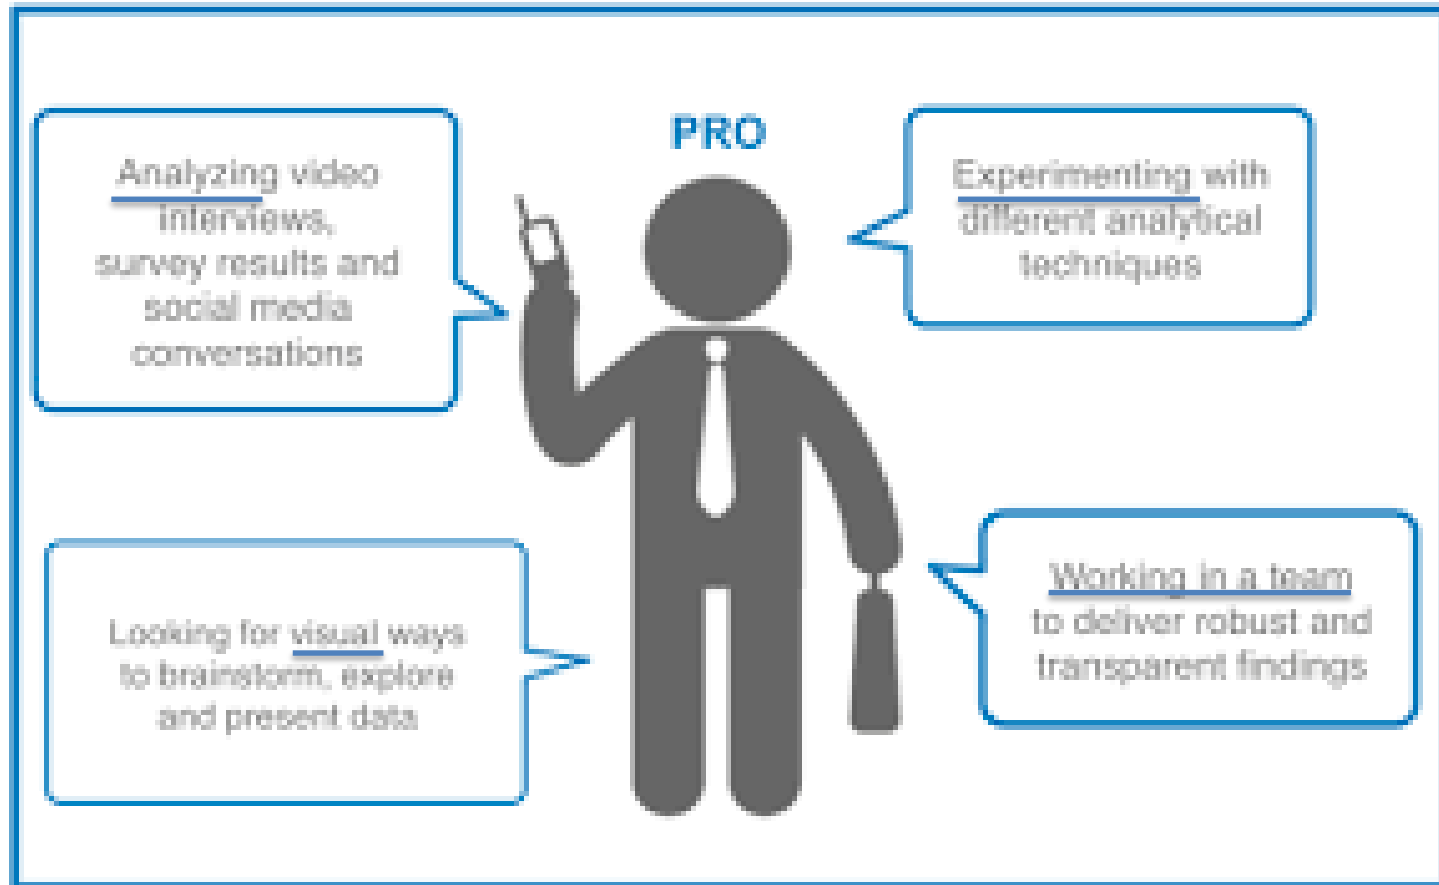 PRO
Analyzing video
interviews,
survey results and
social media
conversations
Experimenting with
different analytical
techniques
Looking for visual ways
to brainstorm, explore
and present data
Working in a team
to deliver robust and
transparent findings